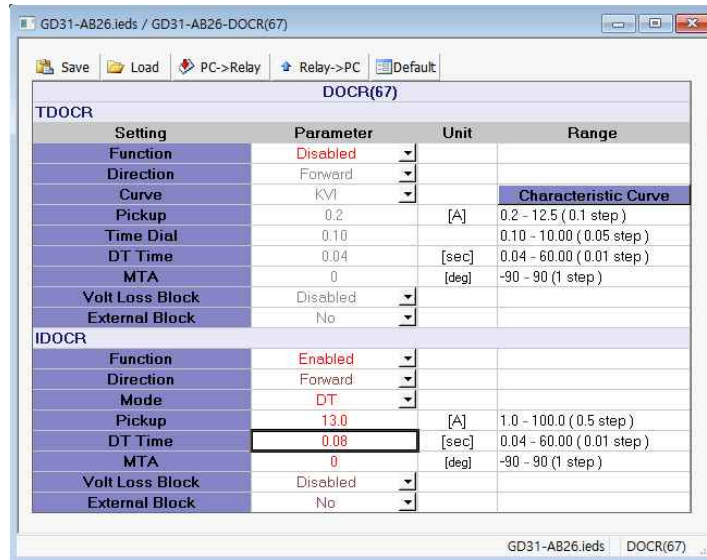 GD31-AB26.ieds / GD31-AB26-DOCR(67)
Save Load PC->Relay Relay->PC Default
DOCR(67)
TDOCR
Setting Parameter Unit Range
Function Disabled
Direction Forward
Curve KVI Characteristic Curve
Pickup 0.2 [A] 0.2 - 12.5 ( 0.1 step )
Time Dial 0.10 0.10 - 10.00 ( 0.05 step )
DT Time 0.04 [sec] 0.04 - 60.00 ( 0.01 step )
MTA 0 [deg] -90 - 90 (1 step )
Volt Loss Block Disabled
External Block No
IDOCR
Function Enabled
Direction Forward
Mode DT
Pickup 13.0 [A] 1.0 - 100.0 ( 0.5 step )
DT Time 0.08 [sec] 0.04 - 60.00 ( 0.01 step )
MTA 0 [deg] -90 - 90 (1 step )
Volt Loss Block Disabled
External Block No
GD31-AB26.ieds DOCR(67)